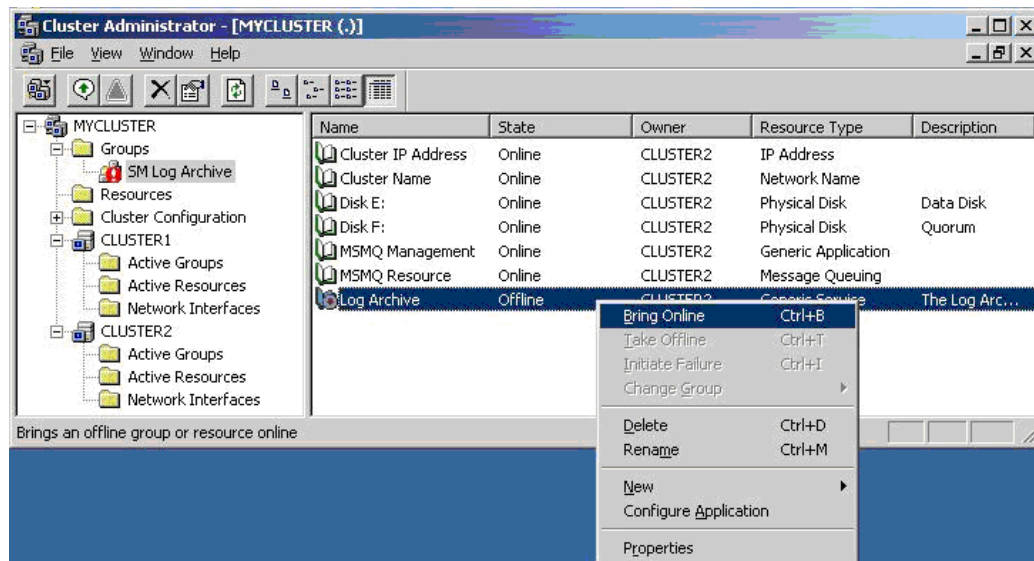 Cluster Administrator - [MYCLUSTER (.)]
File View Window Help
MYCLUSTER
Groups
SM Log Archive
Resources
Cluster Configuration
CLUSTER1
Active Groups
Active Resources
Network Interfaces
CLUSTER2
Active Groups
Active Resources
Network Interfaces
Name State Owner Resource Type Description
Cluster IP Address Online CLUSTER2 IP Address
Cluster Name Online CLUSTER2 Network Name
Disk E: Online CLUSTER2 Physical Disk Data Disk
Disk F: Online CLUSTER2 Physical Disk Quorum
MSMQ Management Online CLUSTER2 Generic Application
MSMQ Resource Online CLUSTER2 Message Queuing
Log Archive Offline CLUSTER2 Generic Service The Log Arc...
Bring Online Ctrl+B
Take Offline Ctrl+T
Initiate Failure Ctrl+I
Change Group
Delete Ctrl+D
Rename Ctrl+M
New
Configure Application
Properties
Brings an offline group or resource online